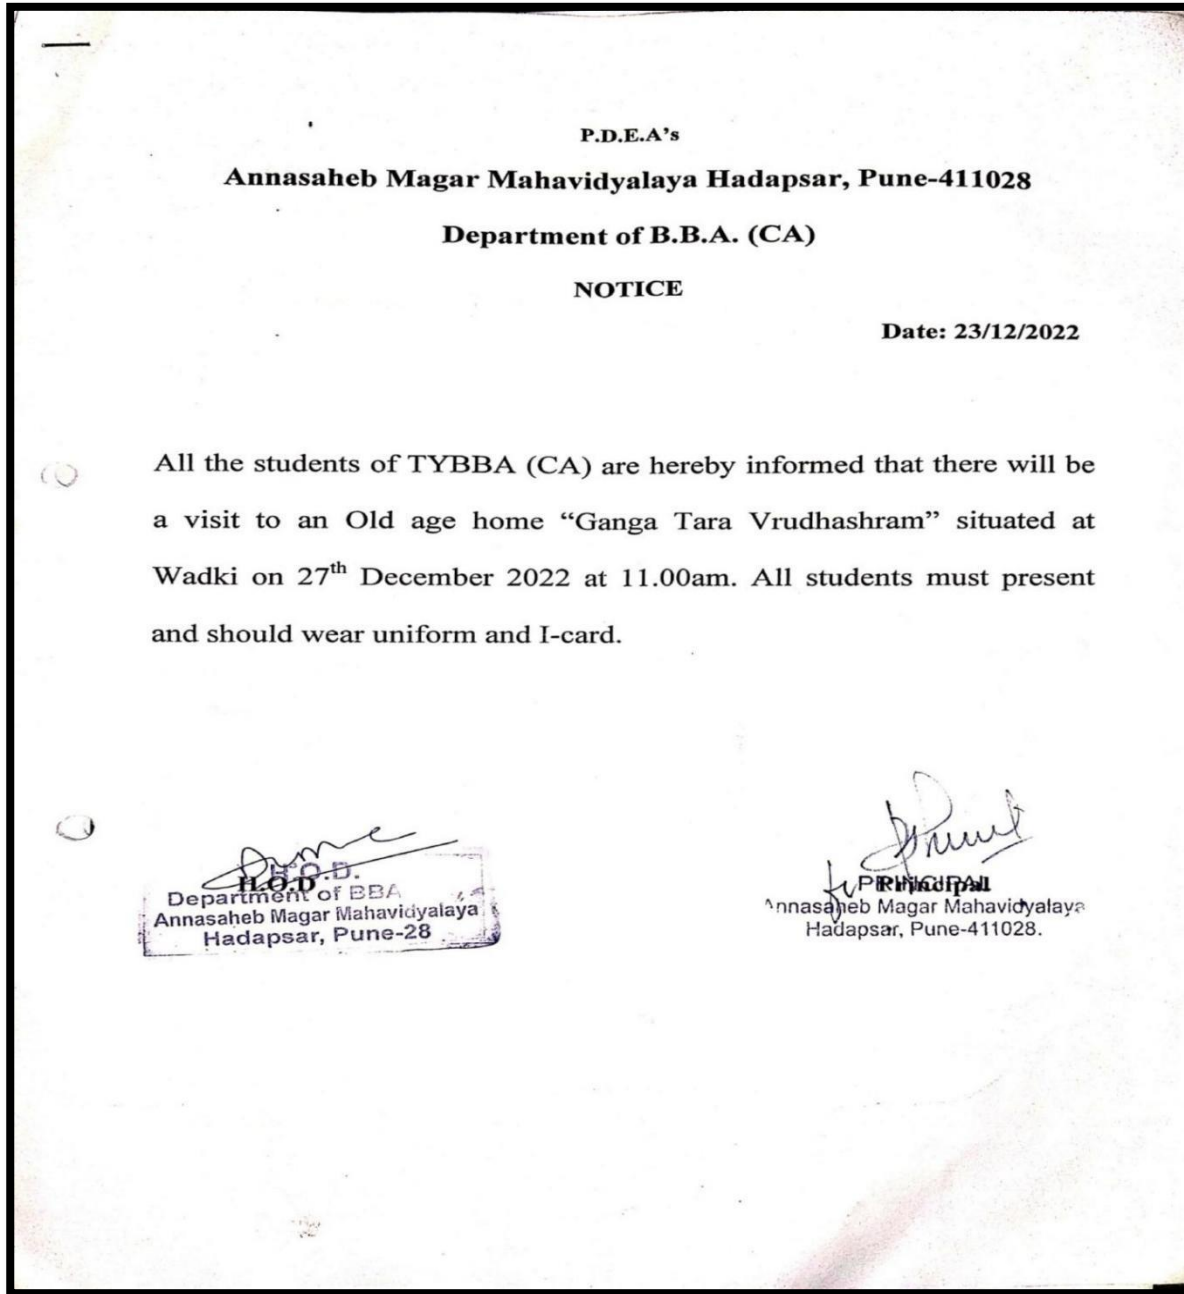 P.D.E.A's
Annasaheb Magar Mahavidyalaya Hadapsar, Pune-411028
Department of B.B.A. (CA)
NOTICE
Date: 23/12/2022
All the students of TYBBA (CA) are hereby informed that there will be
a visit to an Old age home “Ganga Tara Vrudhashram” situated at
Wadki on 27th December 2022 at 11.00am. All students must present
and should wear uniform and I-card.
H.O.D.
H.O.D
Department of BBA
Annasaheb Magar Mahavidyalaya
Hadapsar, Pune-28
PRINCIPAL
Principal
Annasaheb Magar Mahavidyalaya
Hadapsar, Pune-411028.